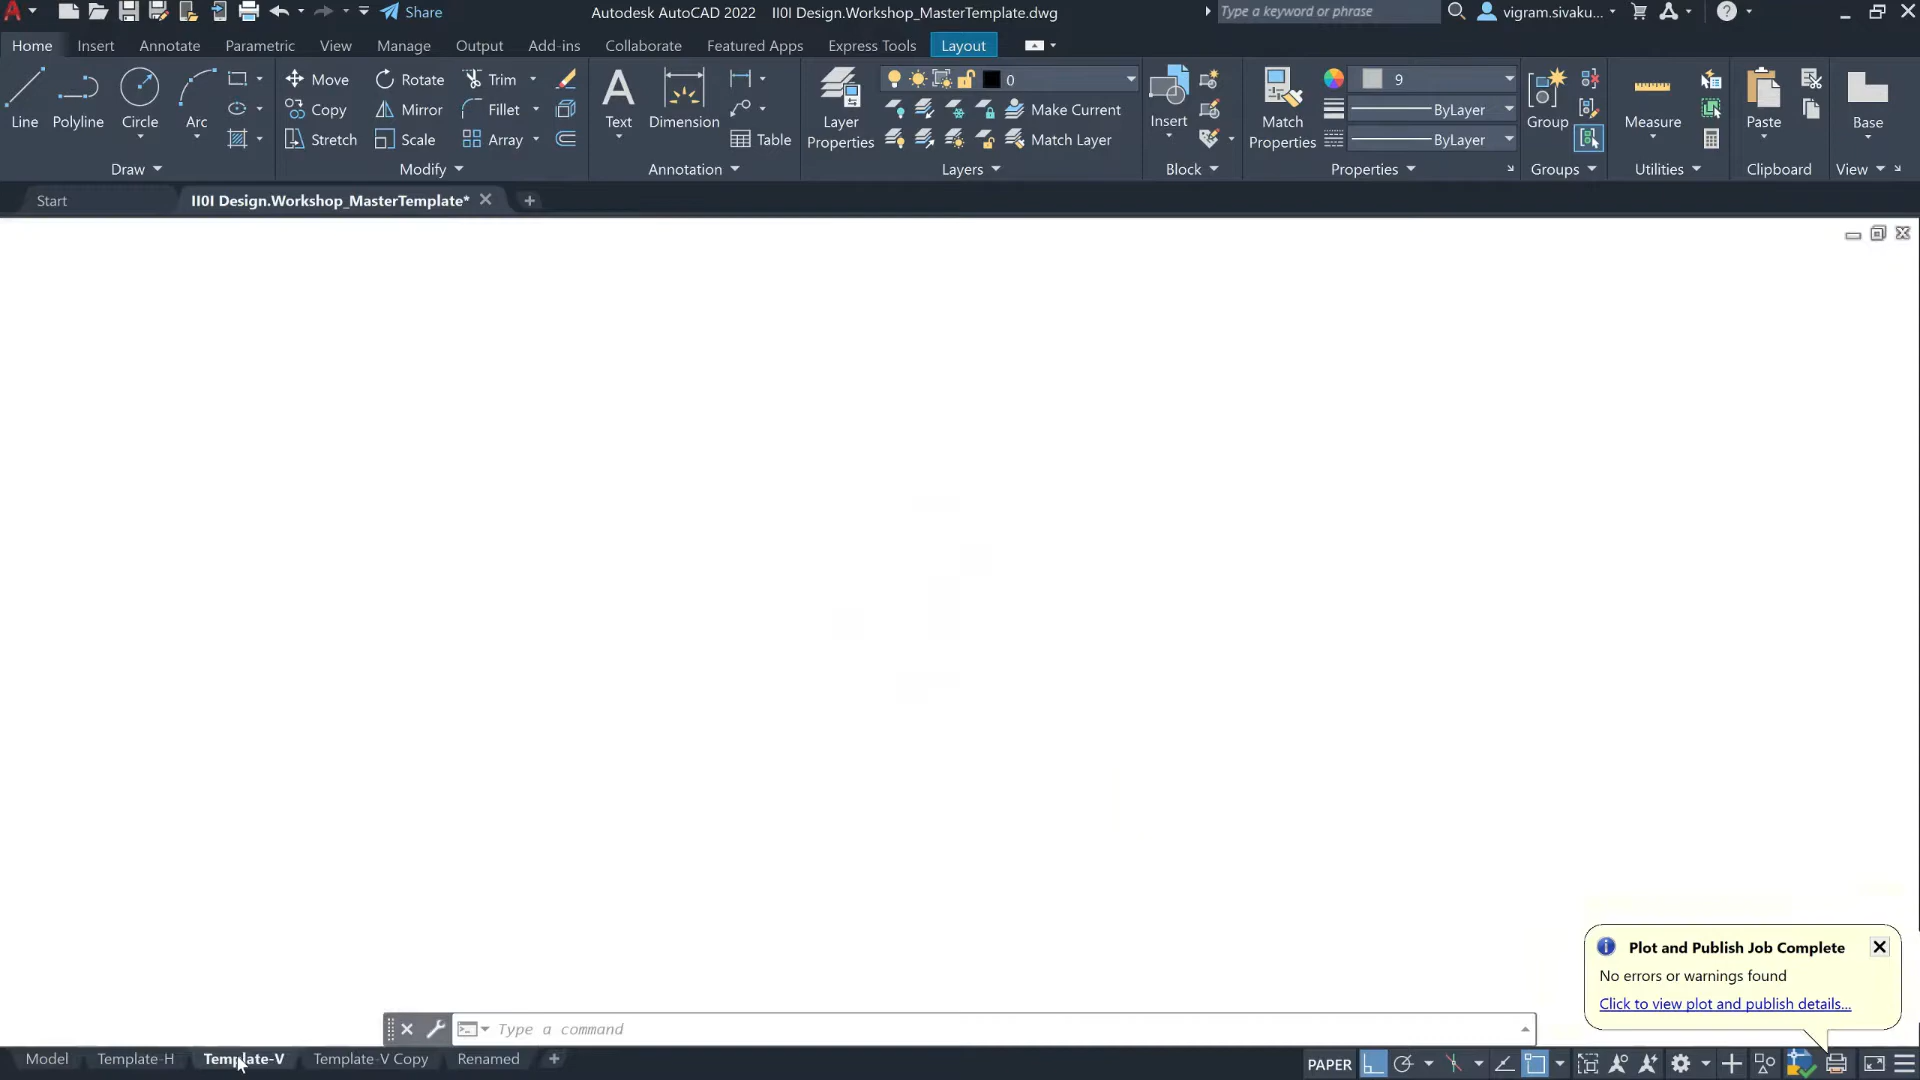 Share
Autodesk AutoCAD 2022 II0I Design.Workshop_MasterTemplate.dwg
Type a keyword or phrase
vigram.sivaku...
Home Insert Annotate Parametric View Manage Output Add-ins Collaborate Featured Apps Express Tools Layout
Move Rotate Trim
0
9
Copy Mirror Fillet
Make Current
ByLayer
Line Polyline Circle Arc
Text Dimension
Layer
Properties
Insert
Match
Properties
Group
Measure
Paste
Base
Stretch Scale Array
Table
Match Layer
ByLayer
Draw Modify Annotation Layers Block Properties Groups Utilities Clipboard View
Start
II0I Design.Workshop_MasterTemplate*
Plot and Publish Job Complete
No errors or warnings found
Click to view plot and publish details...
Type a command
Model Template-H Template-V Template-V Copy Renamed
PAPER